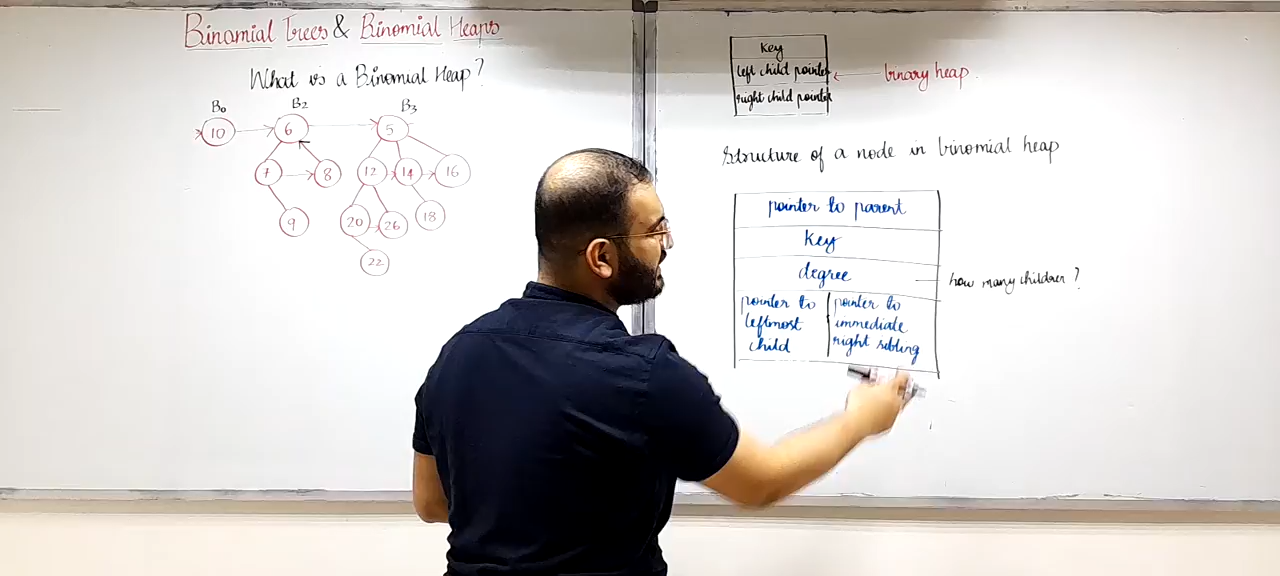 Binomial Trees & Binomial Heaps
What is a Binomial Heap?
B0 B2 B3
10 6 5
7 8 12 14 16
9 20 26 18
22
Key
left child pointer
right child pointer
binary heap.
Structure of a node in binomial heap
pointer to parent
Key
degree
how many children?
pointer to
leftmost
child
pointer to
immediate
right sibling